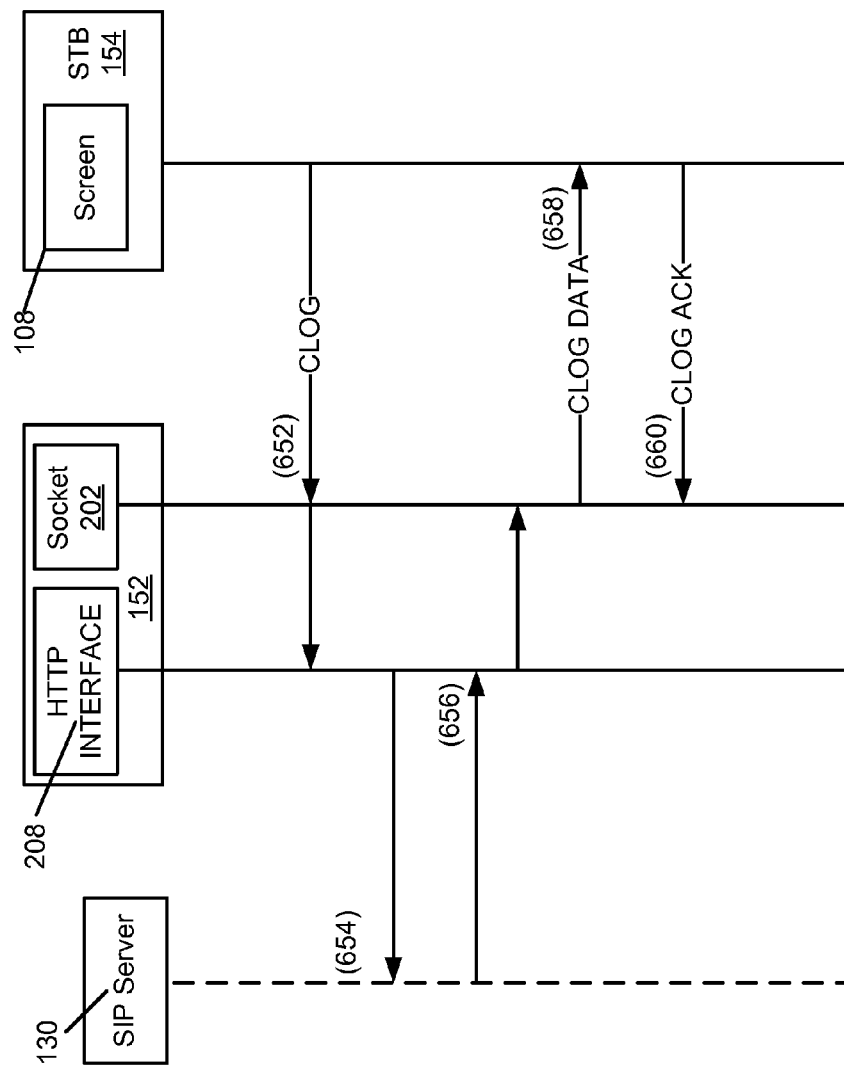 130
SIP Server
208
HTTP
INTERFACE
Socket
202
152
108
Screen
STB
154
(652)
CLOG
(654)
(656)
CLOG DATA
(658)
(660)
CLOG ACK